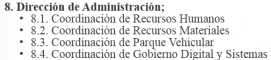 8. Dirección de Administración;
• 8.1. Coordinación de Recursos Humanos
• 8.2. Coordinación de Recursos Materiales
• 8.3. Coordinación de Parque Vehicular
• 8.4. Coordinación de Gobierno Digital y Sistemas